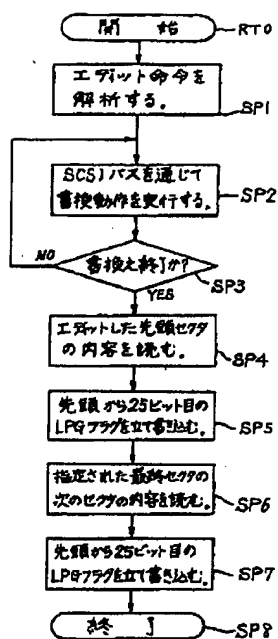 開 始
RT0
エディット命令を
解析する。
SP1
SCSIバスを通じて
書換動作を実行する。
SP2
NO
書換え終了か?
SP3
YES
エディットした先頭セクタ
の内容を読む。
SP4
先頭から25ビット目の
LPGフラグを立て書き込む。
SP5
指定された最終セクタの
次のセクタの内容を読む。
SP6
先頭から25ビット目の
LPGフラグを立て書き込む。
SP7
終 了
SP8